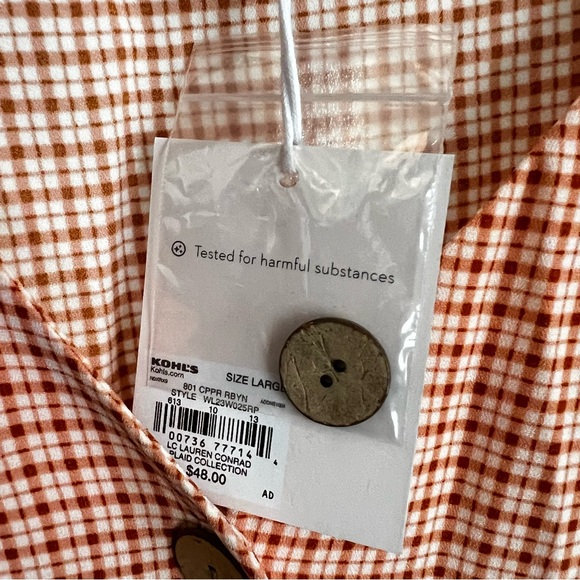 Tested for harmful substances
KOHL'S
Kohls.com
SIZE LARGE
801 CPPR RBYN
STYLE WL23W025RP
613 10 13
00736 77714 4
LC LAUREN CONRAD
PLAID COLLECTION
$48.00
AD